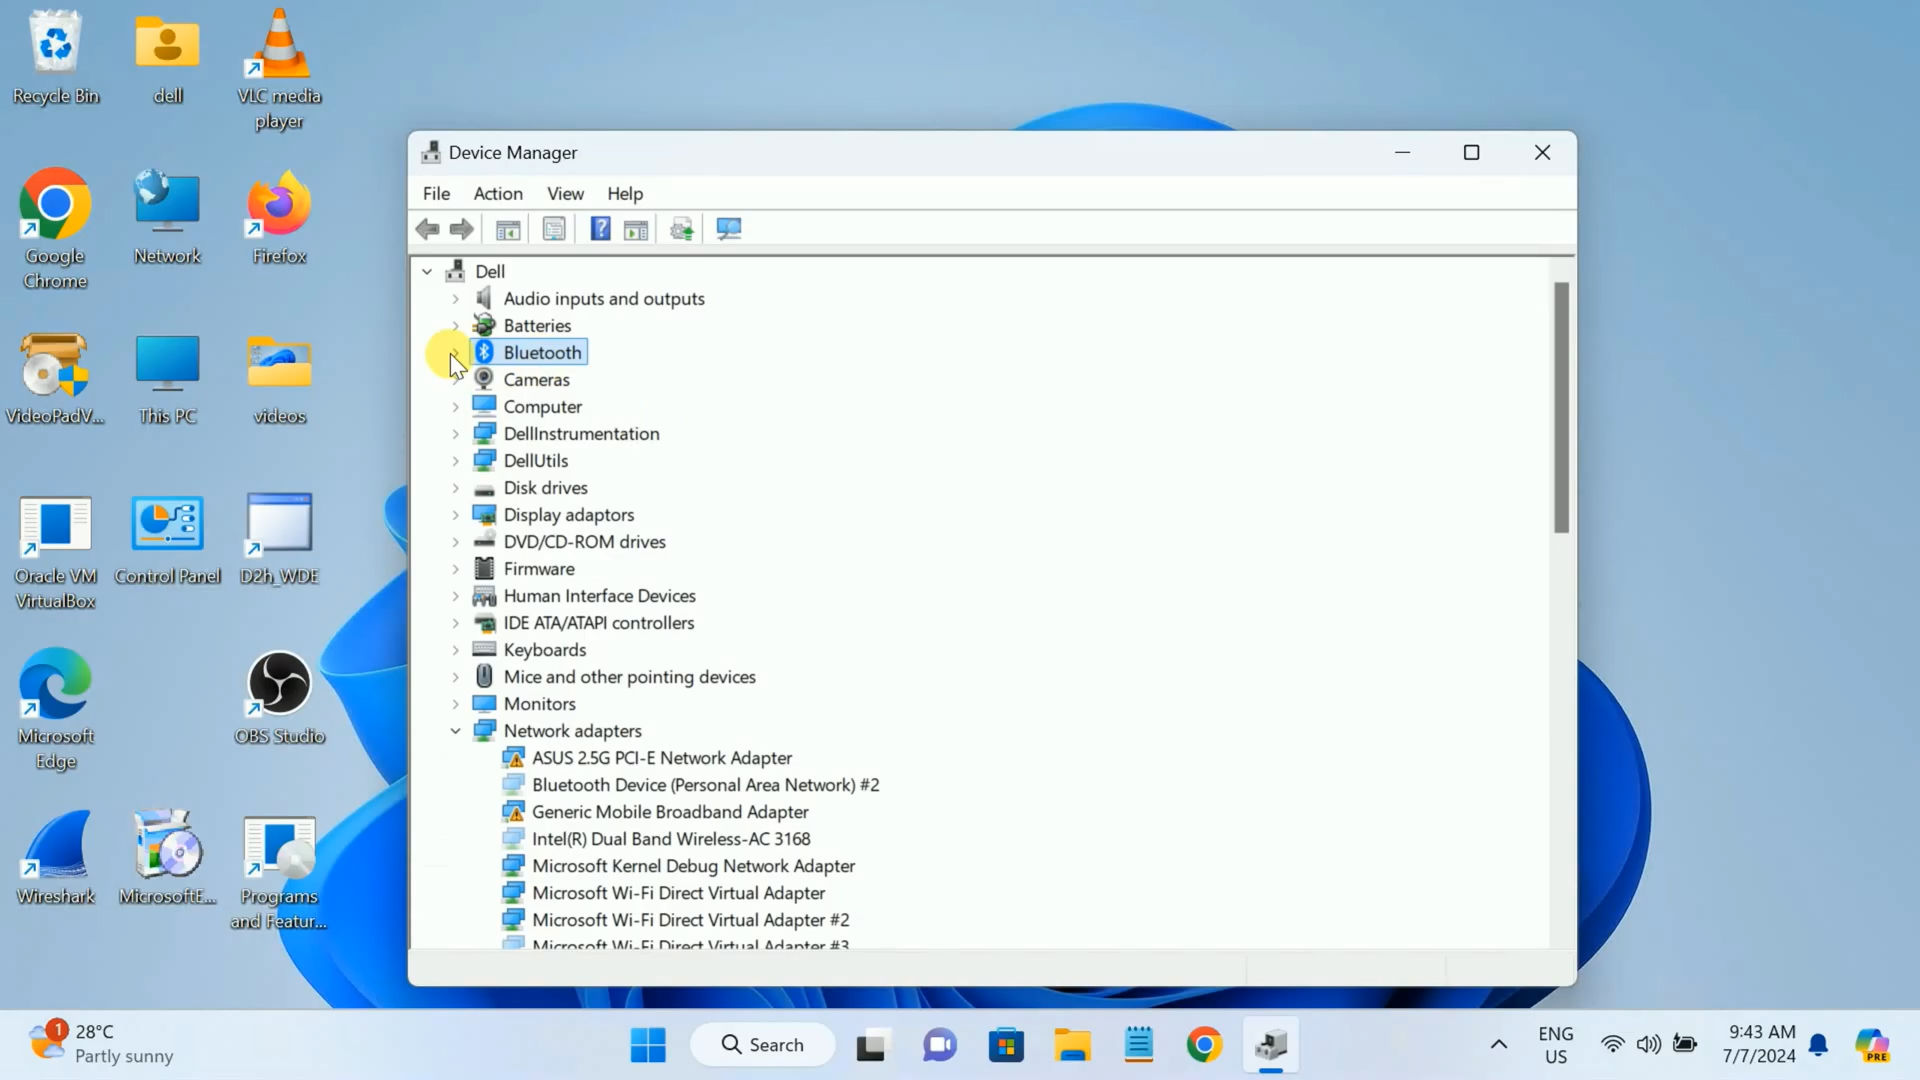 Recycle Bin
dell
VLC media
player
Google
Chrome
Network
Firefox
VideoPadV...
This PC
videos
Oracle VM
VirtualBox
Control Panel
D2h_WDE
Microsoft
Edge
OBS Studio
Wireshark
MicrosoftE...
Programs
and Featur...
Device Manager
File Action View Help
Dell
Audio inputs and outputs
Batteries
Bluetooth
Cameras
Computer
DellInstrumentation
DellUtils
Disk drives
Display adaptors
DVD/CD-ROM drives
Firmware
Human Interface Devices
IDE ATA/ATAPI controllers
Keyboards
Mice and other pointing devices
Monitors
Network adapters
ASUS 2.5G PCI-E Network Adapter
Bluetooth Device (Personal Area Network) #2
Generic Mobile Broadband Adapter
Intel(R) Dual Band Wireless-AC 3168
Microsoft Kernel Debug Network Adapter
Microsoft Wi-Fi Direct Virtual Adapter
Microsoft Wi-Fi Direct Virtual Adapter #2
Microsoft Wi-Fi Direct Virtual Adapter #3
1
28°C
Partly sunny
Search
ENG
US
9:43 AM
7/7/2024
PRE